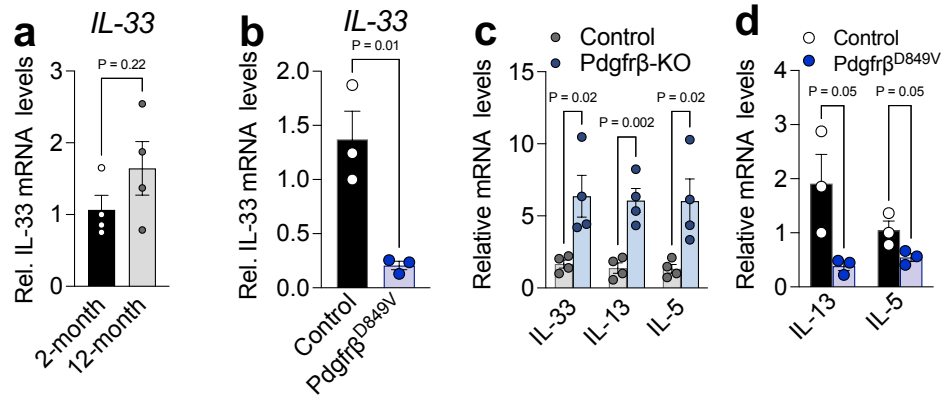 a
IL-33
P = 0.22
Rel. IL-33 mRNA levels
3
2
1
0
2-month
12-month
b
IL-33
P = 0.01
Rel. IL-33 mRNA levels
2.0
1.5
1.0
0.5
0.0
Control
PdgfrβD849V
c
Control
Pdgfrβ-KO
P = 0.02
P = 0.002
P = 0.02
Relative mRNA levels
15
10
5
0
IL-33
IL-13
IL-5
d
Control
PdgfrβD849V
P = 0.05
P = 0.05
Relative mRNA levels
4
3
2
1
0
IL-13
IL-5